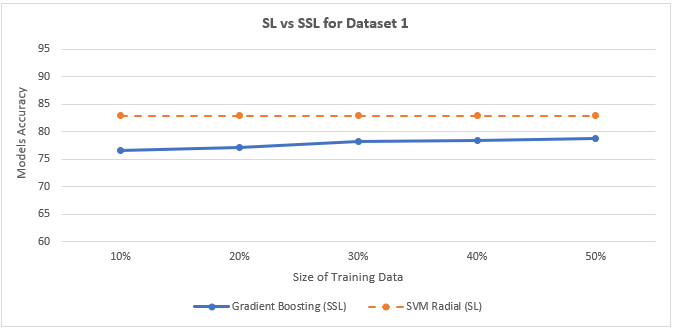 SL vs SSL for Dataset 1
95
90
85
80
75
70
65
60
Models Accuracy
10% 20% 30% 40% 50%
Size of Training Data
Gradient Boosting (SSL) SVM Radial (SL)